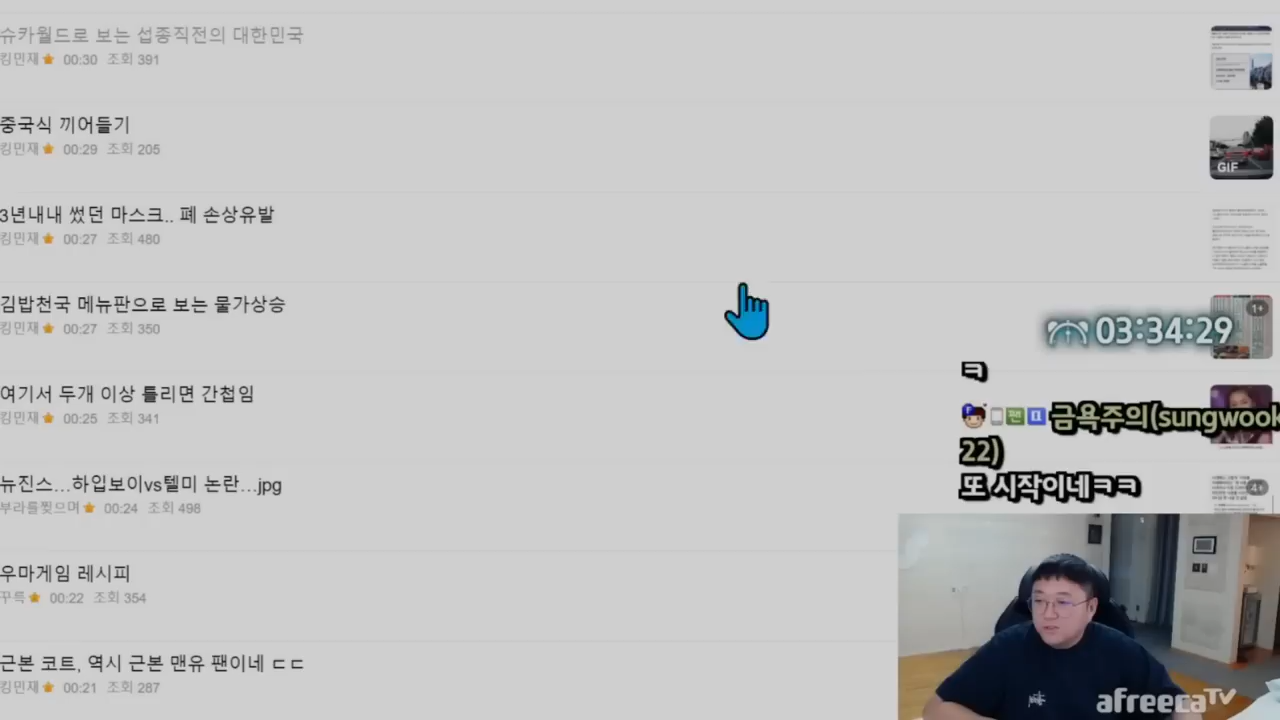 슈카월드로 보는 섭종직전의 대한민국
킹민재 00:30 조회 391
중국식 끼어들기
킹민재 00:29 조회 205
GIF
3년내내 썼던 마스크.. 폐 손상유발
킹민재 00:27 조회 480
김밥천국 메뉴판으로 보는 물가상승
킹민재 00:27 조회 350
1+
03:34:29
ㅋ
여기서 두개 이상 틀리면 간첩임
킹민재 00:25 조회 341
팬 금욕주의(sungwook
22)
또 시작이네ㅋㅋ
뉴진스...하입보이vs텔미 논란...jpg
부라를찢으며 00:24 조회 498
4+
우마게임 레시피
꾸륵 00:22 조회 354
근본 코트, 역시 근본 맨유 팬이네 ㄷㄷ
킹민재 00:21 조회 287
afreecaTV